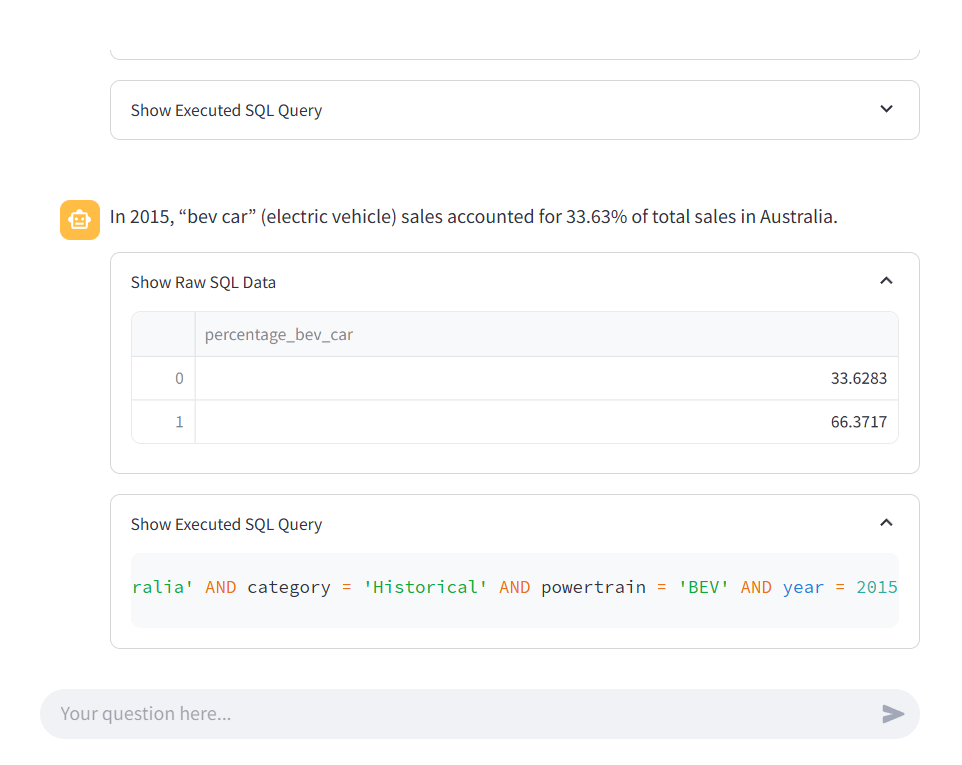 Show Executed SQL Query
In 2015, “bev car” (electric vehicle) sales accounted for 33.63% of total sales in Australia.
Show Raw SQL Data
percentage_bev_car
0 33.6283
1 66.3717
Show Executed SQL Query
ralia' AND category = 'Historical' AND powertrain = 'BEV' AND year = 2015
Your question here...